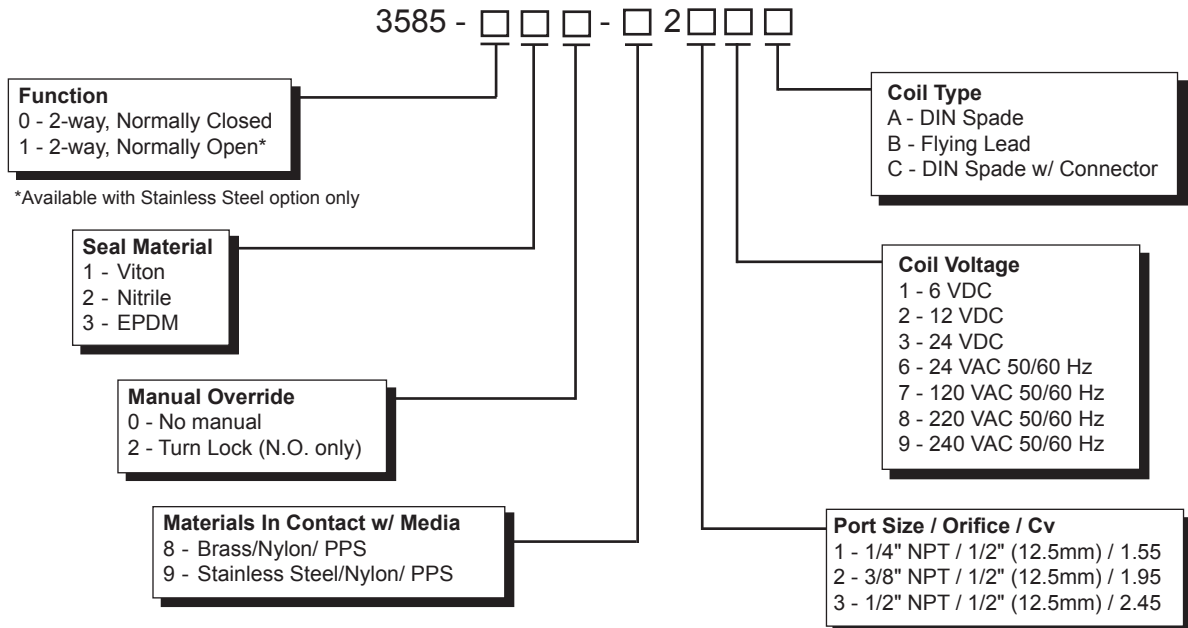 3585 - □ □ □ - □ 2 □ □ □
Function
0 - 2-way, Normally Closed
1 - 2-way, Normally Open*
*Available with Stainless Steel option only
Seal Material
1 - Viton
2 - Nitrile
3 - EPDM
Manual Override
0 - No manual
2 - Turn Lock (N.O. only)
Materials In Contact w/ Media
8 - Brass/Nylon/ PPS
9 - Stainless Steel/Nylon/ PPS
Coil Type
A - DIN Spade
B - Flying Lead
C - DIN Spade w/ Connector
Coil Voltage
1 - 6 VDC
2 - 12 VDC
3 - 24 VDC
6 - 24 VAC 50/60 Hz
7 - 120 VAC 50/60 Hz
8 - 220 VAC 50/60 Hz
9 - 240 VAC 50/60 Hz
Port Size / Orifice / Cv
1 - 1/4" NPT / 1/2" (12.5mm) / 1.55
2 - 3/8" NPT / 1/2" (12.5mm) / 1.95
3 - 1/2" NPT / 1/2" (12.5mm) / 2.45